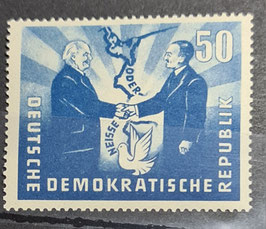 50
ODER
NEISSE
DEUTSCHE
DEMOKRATISCHE
REPUBLIK